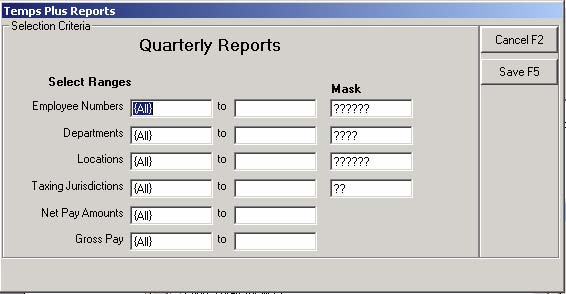 Temps Plus Reports
Selection Criteria
Quarterly Reports
Cancel F2
Save F5
Select Ranges
Mask
Employee Numbers {All} to ??????
Departments {All} to ????
Locations {All} to ??????
Taxing Jurisdictions {All} to ??
Net Pay Amounts {All} to
Gross Pay {All} to